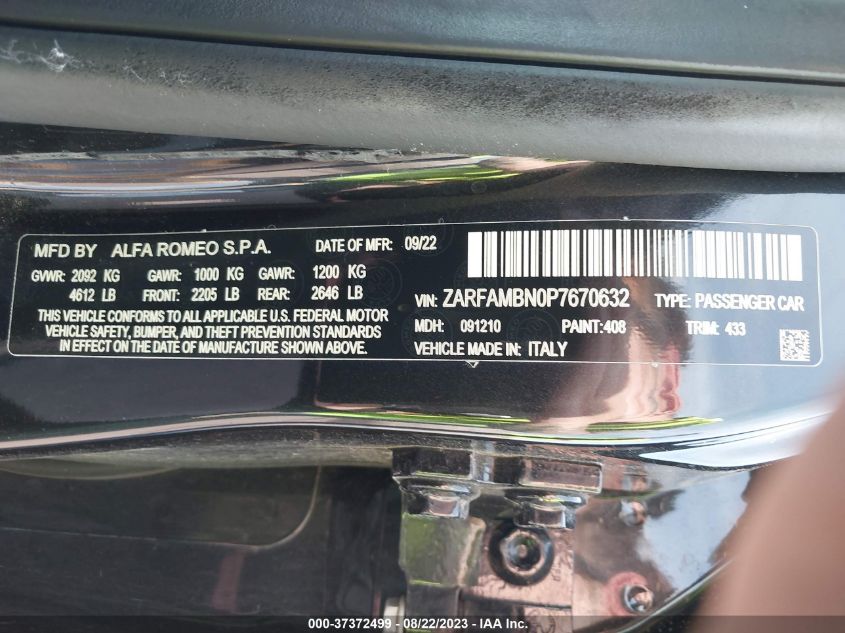 MFD BY ALFA ROMEO S.P.A. DATE OF MFR: 09/22
GVWR: 2092 KG GAWR: 1000 KG GAWR: 1200 KG
4612 LB FRONT: 2205 LB REAR: 2646 LB
THIS VEHICLE CONFORMS TO ALL APPLICABLE U.S. FEDERAL MOTOR
VEHICLE SAFETY, BUMPER, AND THEFT PREVENTION STANDARDS
IN EFFECT ON THE DATE OF MANUFACTURE SHOWN ABOVE.
VIN: ZARFAMBN0P7670632 TYPE: PASSENGER CAR
MDH: 091210 PAINT:408 TRIM: 433
VEHICLE MADE IN: ITALY
000-37372499 - 08/22/2023 - IAA Inc.